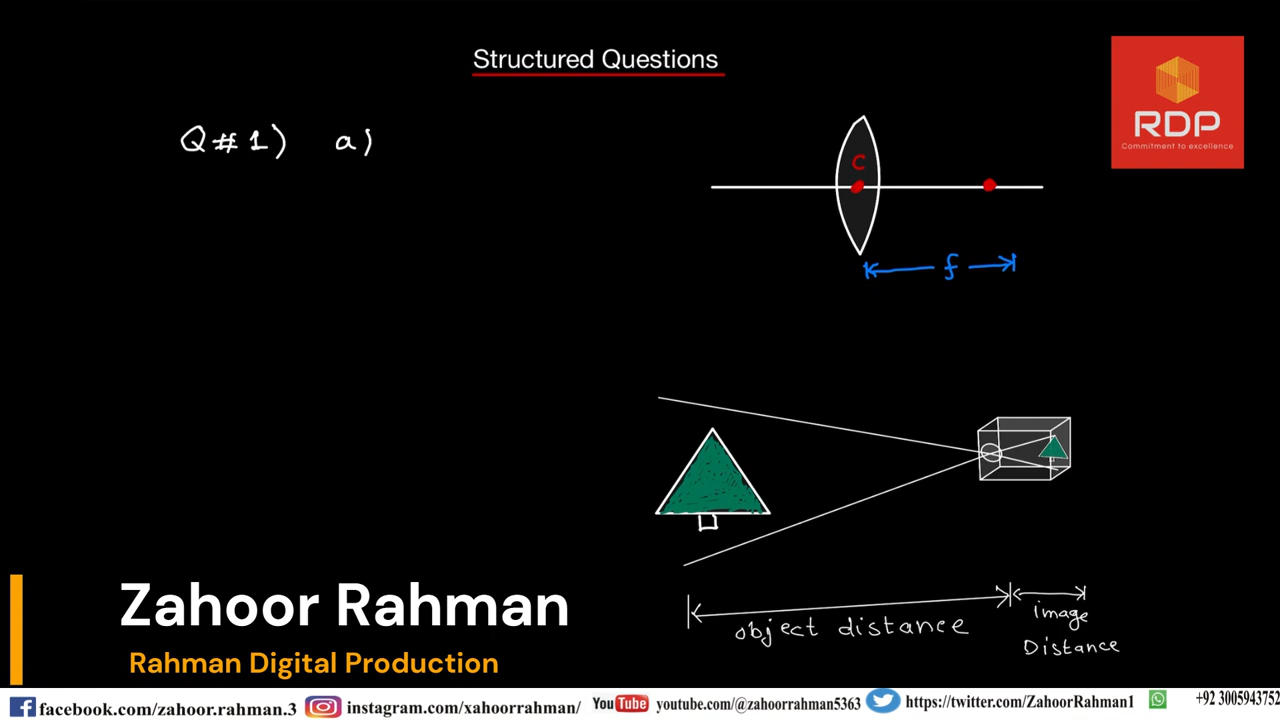 Structured Questions
RDP
Commitment to excellence
Q # 1) a)
C
f
object distance
image
Distance
Zahoor Rahman
Rahman Digital Production
facebook.com/zahoor.rahman.3 instagram.com/xahoorrahman/ YouTube youtube.com/@zahoorrahman5363 https://twitter.com/ZahoorRahman1 +92 3005943752